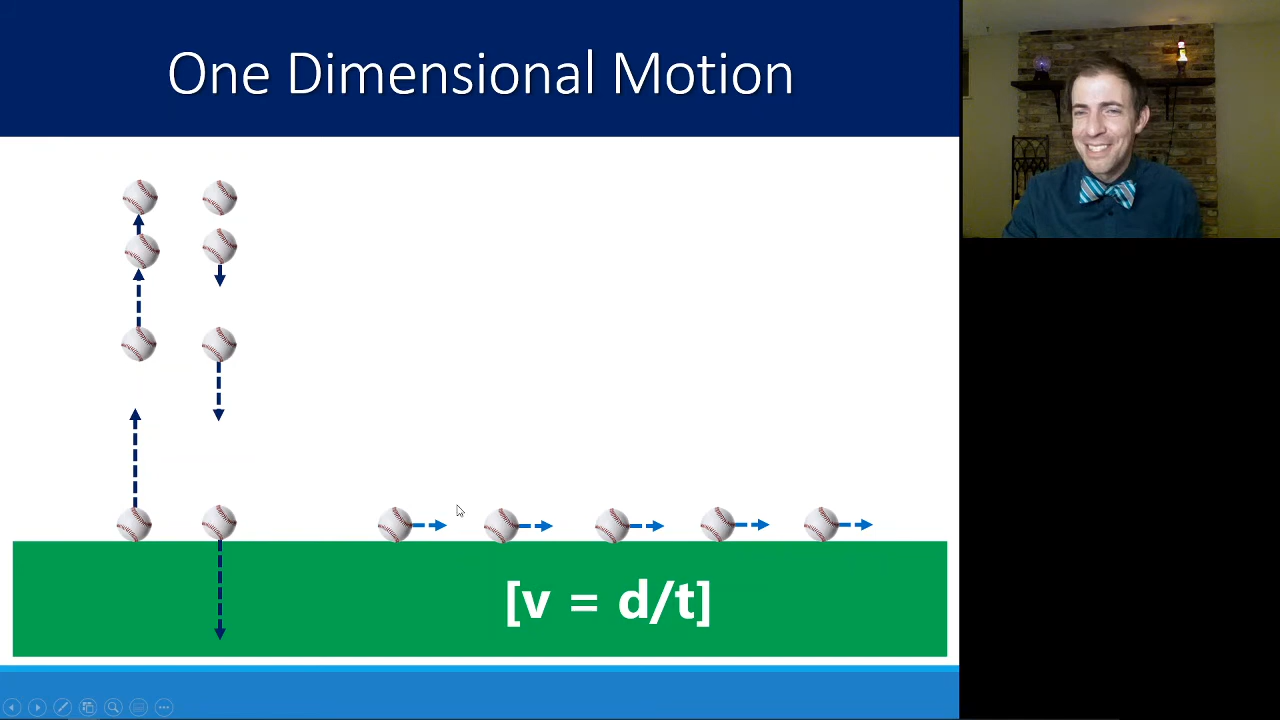 One Dimensional Motion
[v = d/t]